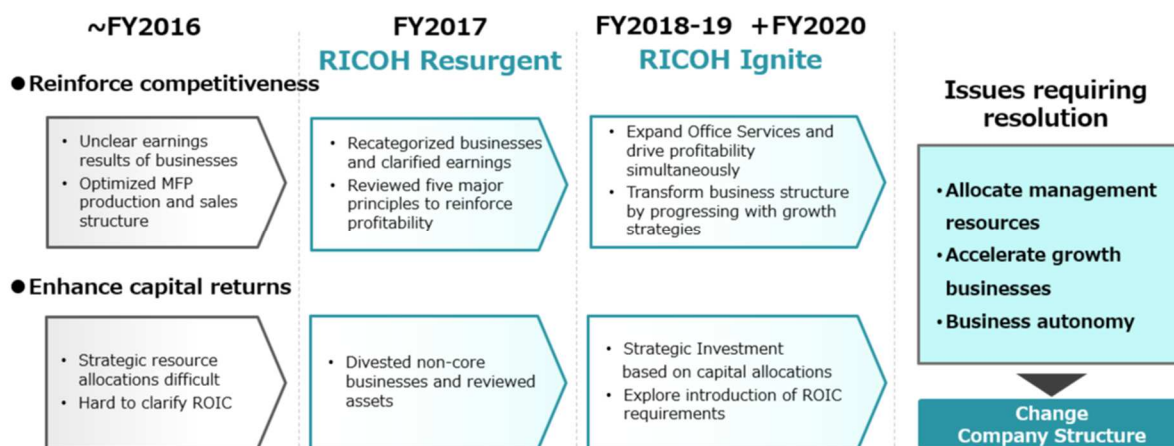 ~FY2016
FY2017
RICOH Resurgent
FY2018-19 +FY2020
RICOH Ignite
●Reinforce competitiveness
• Unclear earnings
results of businesses
• Optimized MFP
production and sales
structure
• Recategorized businesses
and clarified earnings
• Reviewed five major
principles to reinforce
profitability
• Expand Office Services and
drive profitability
simultaneously
• Transform business structure
by progressing with growth
strategies
●Enhance capital returns
• Strategic resource
allocations difficult
• Hard to clarify ROIC
• Divested non-core
businesses and reviewed
assets
• Strategic Investment
based on capital allocations
• Explore introduction of ROIC
requirements
Issues requiring
resolution
•Allocate management
resources
•Accelerate growth
businesses
•Business autonomy
Change
Company Structure